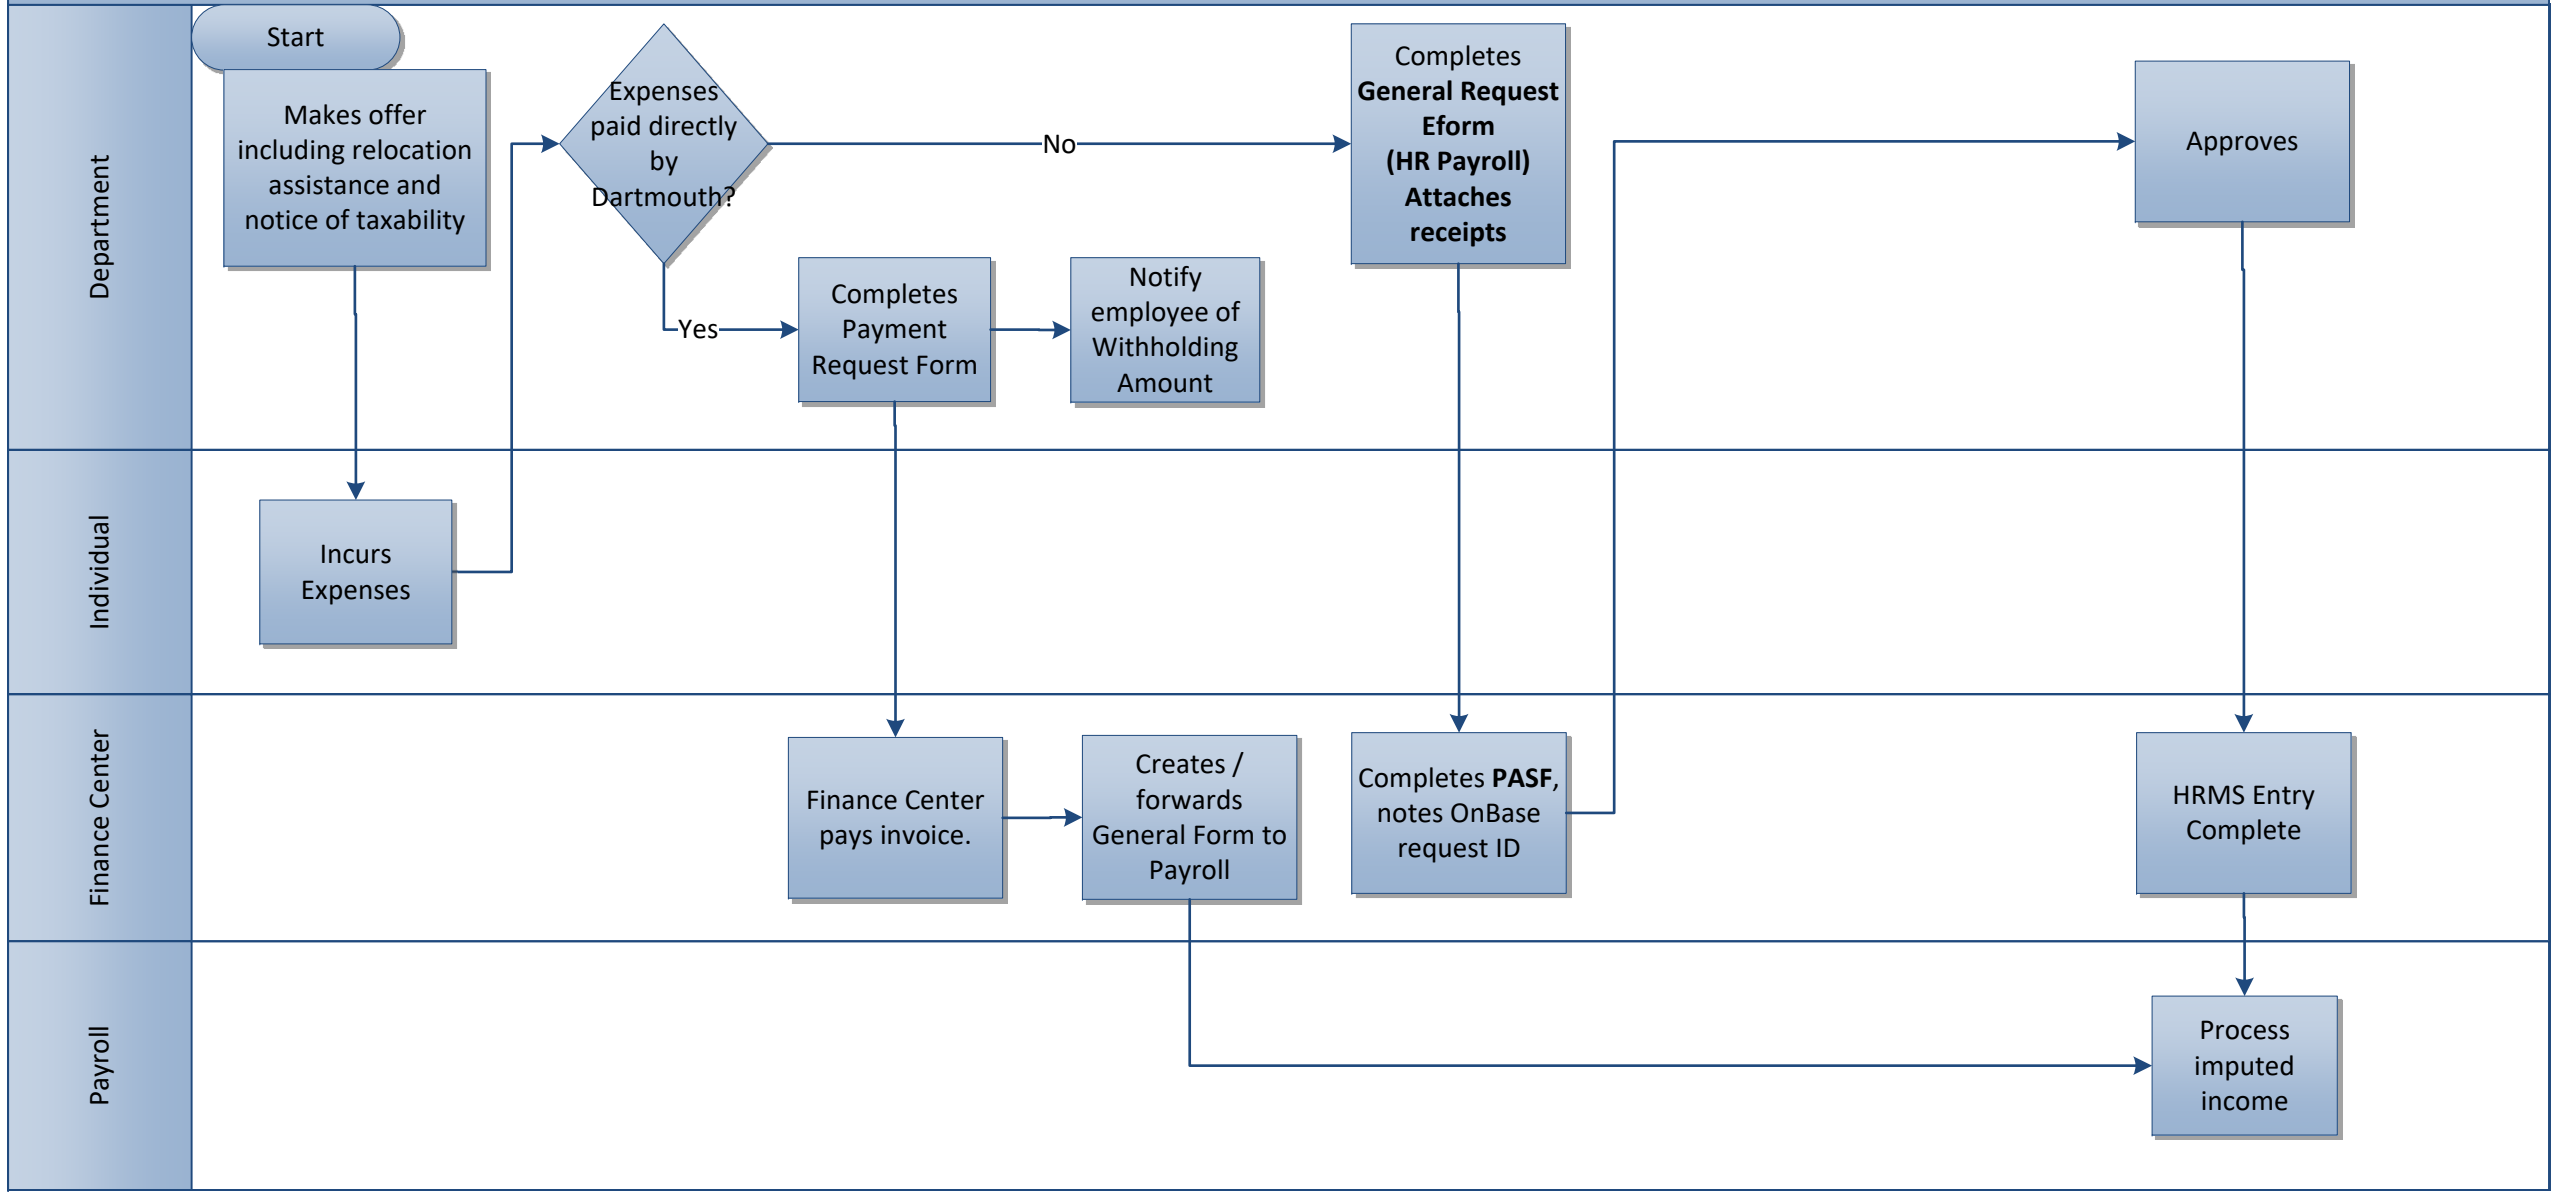 Department
Start
Makes offer
including relocation
assistance and
notice of taxability
Expenses
paid directly
by
Dartmouth?
No
Yes
Completes
Payment
Request Form
Notify
employee of
Withholding
Amount
Completes
General Request
Eform
(HR Payroll)
Attaches
receipts
Approves
Individual
Incurs
Expenses
Finance Center
Finance Center
pays invoice.
Creates /
forwards
General Form to
Payroll
Completes PASF,
notes OnBase
request ID
HRMS Entry
Complete
Payroll
Process
imputed
income